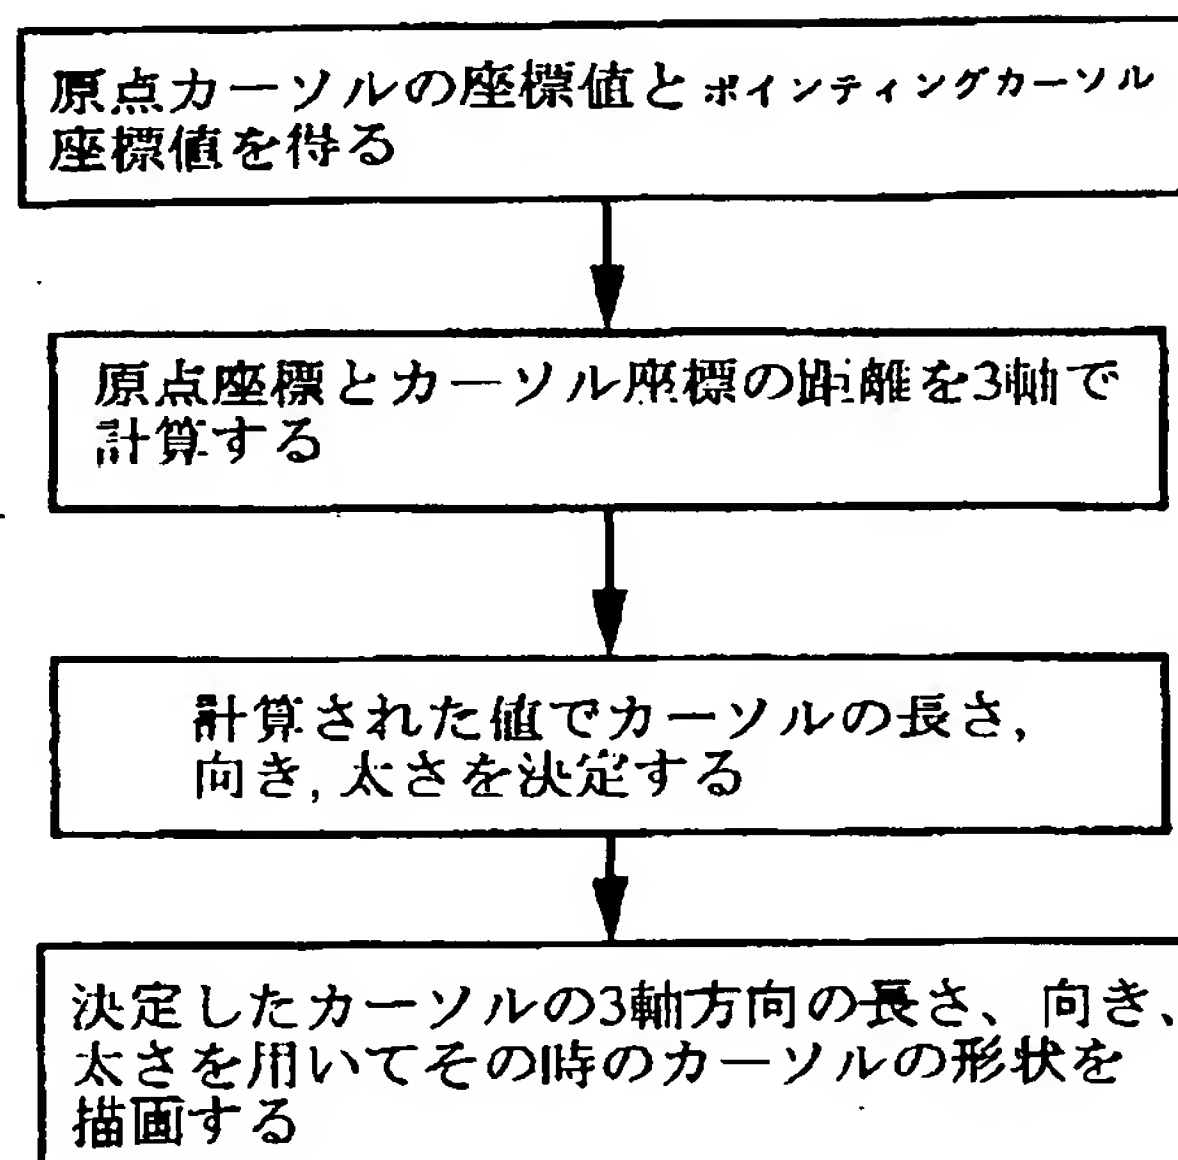 原点カーソルの座標値とポインティングカーソル
座標値を得る
原点座標とカーソル座標の距離を3軸で
計算する
計算された値でカーソルの長さ,
向き, 太さを決定する
決定したカーソルの3軸方向の長さ、向き、
太さを用いてその時のカーソルの形状を
描画する